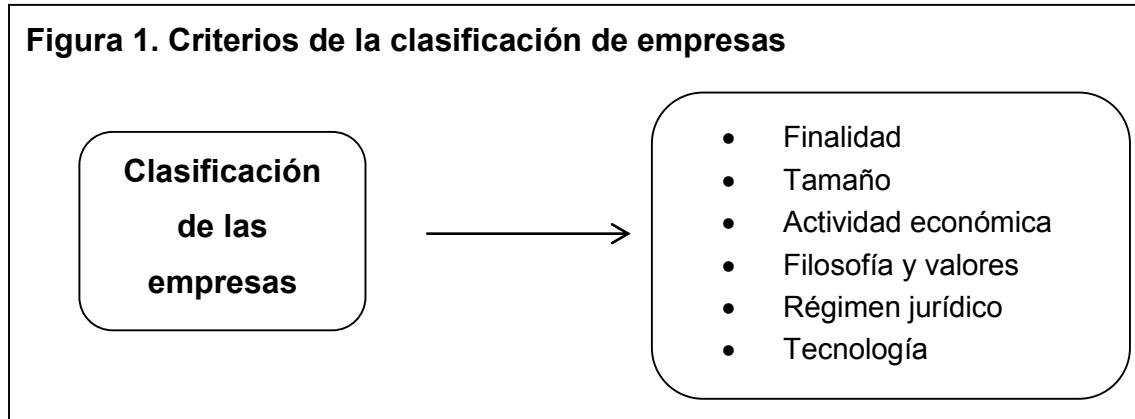 Figura 1. Criterios de la clasificación de empresas
Clasificación
de las
empresas
• Finalidad
• Tamaño
• Actividad económica
• Filosofía y valores
• Régimen jurídico
• Tecnología